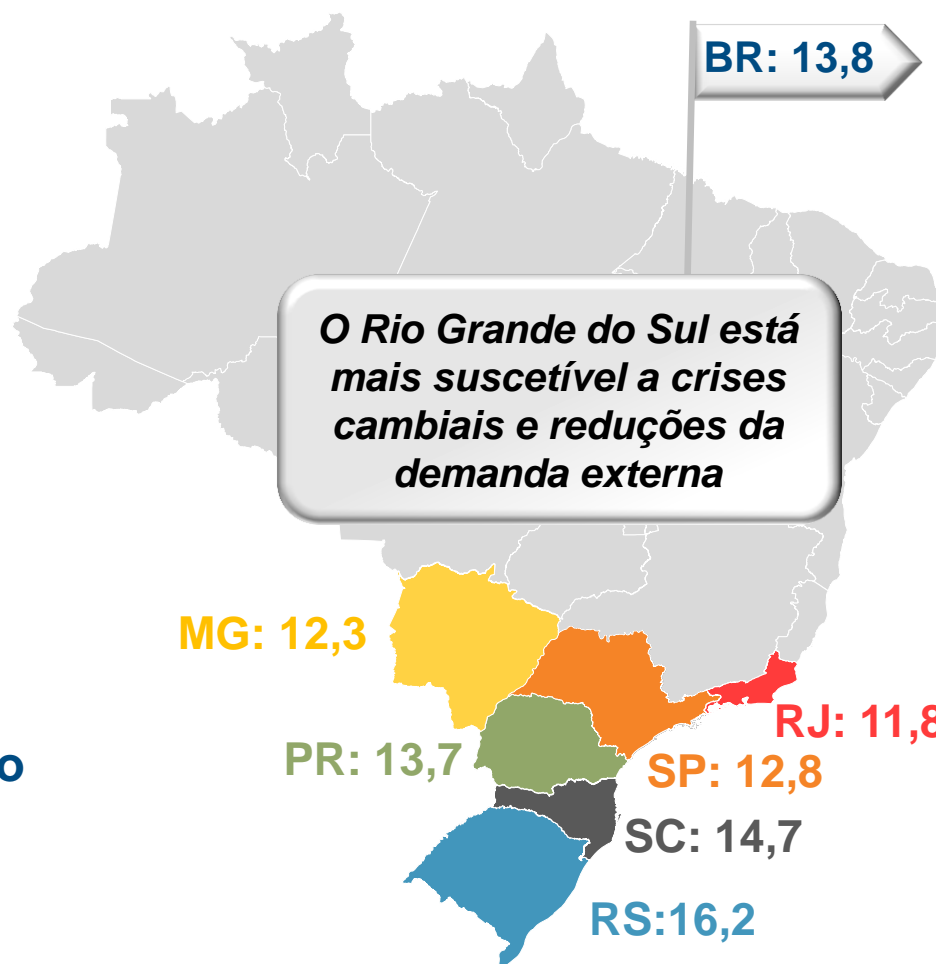 BR: 13,8
O Rio Grande do Sul está
mais suscetível a crises
cambiais e reduções da
demanda externa
MG: 12,3
RJ: 11,8
PR: 13,7
o
SP: 12,8
SC: 14,7
RS:16,2